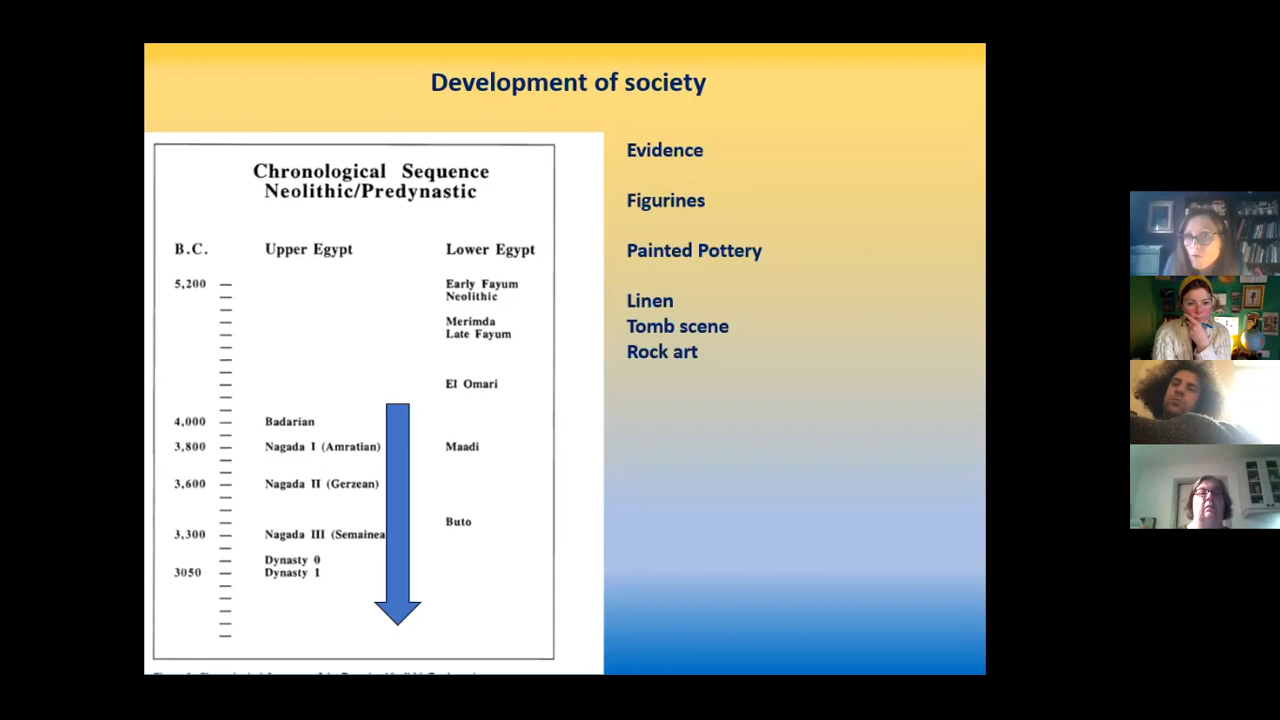 Development of society
Chronological Sequence
Neolithic/Predynastic
B.C. Upper Egypt Lower Egypt
5,200 Early Fayum
Neolithic
Merimda
Late Fayum
El Omari
4,000 Badarian
3,800 Nagada I (Amratian) Maadi
3,600 Nagada II (Gerzean)
Buto
3,300 Nagada III (Semainea
Dynasty 0
3050 Dynasty 1
Evidence
Figurines
Painted Pottery
Linen
Tomb scene
Rock art